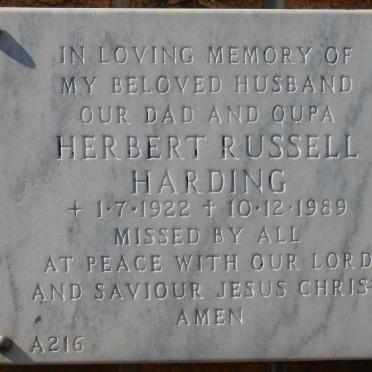 IN LOVING MEMORY OF
MY BELOVED HUSBAND
OUR DAD AND OUPA
HERBERT RUSSELL
HARDING
+ 1·7·1922 ✝ 10·12·1989
MISSED BY ALL
AT PEACE WITH OUR LORD
AND SAVIOUR JESUS CHRIST
AMEN
A216